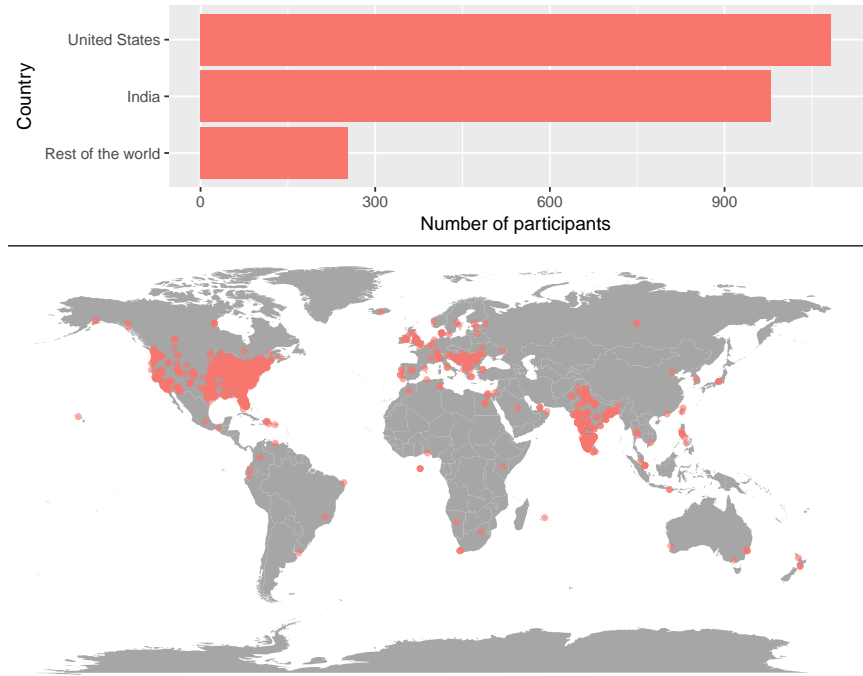 United States
India
Rest of the world
Country
0 300 600 900
Number of participants